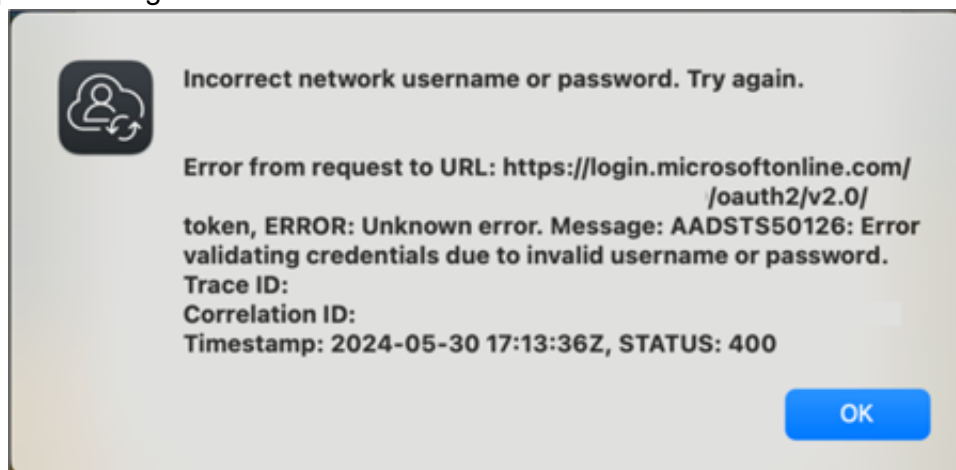 Incorrect network username or password. Try again.
Error from request to URL: https://login.microsoftonline.com/
/oauth2/v2.0/
token, ERROR: Unknown error. Message: AADSTS50126: Error
validating credentials due to invalid username or password.
Trace ID:
Correlation ID:
Timestamp: 2024-05-30 17:13:36Z, STATUS: 400
OK